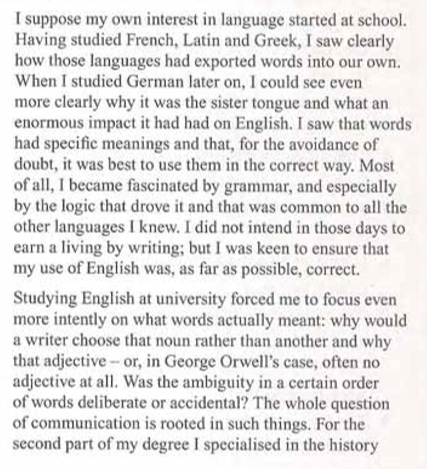 I suppose my own interest in language started at school.
Having studied French, Latin and Greek, I saw clearly
how those languages had exported words into our own.
When I studied German later on, I could see even
more clearly why it was the sister tongue and what an
enormous impact it had had on English. I saw that words
had specific meanings and that, for the avoidance of
doubt, it was best to use them in the correct way. Most
of all, I became fascinated by grammar, and especially
by the logic that drove it and that was common to all the
other languages I knew. I did not intend in those days to
earn a living by writing; but I was keen to ensure that
my use of English was, as far as possible, correct.
Studying English at university forced me to focus even
more intently on what words actually meant: why would
a writer choose that noun rather than another and why
that adjective – or, in George Orwell's case, often no
adjective at all. Was the ambiguity in a certain order
of words deliberate or accidental? The whole question
of communication is rooted in such things. For the
second part of my degree I specialised in the history